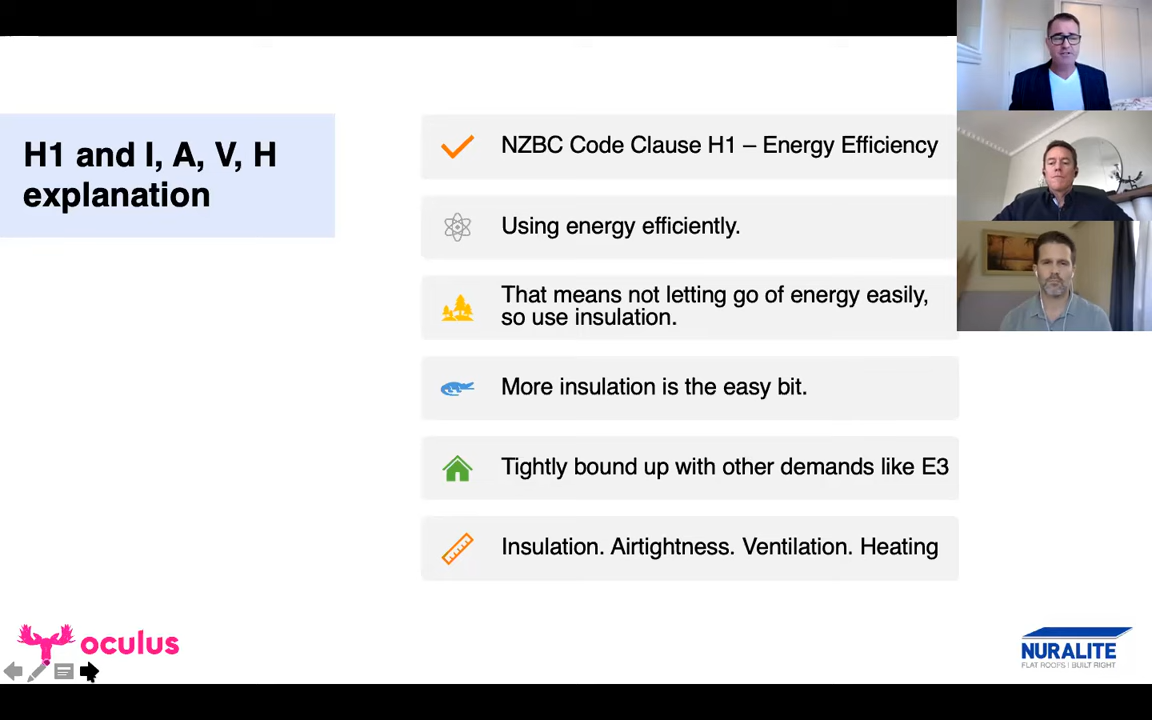 H1 and I, A, V, H
explanation
NZBC Code Clause H1 – Energy Efficiency
Using energy efficiently.
That means not letting go of energy easily,
so use insulation.
More insulation is the easy bit.
Tightly bound up with other demands like E3
Insulation. Airtightness. Ventilation. Heating
oculus
NURALITE
FLAT ROOFS | BUILT RIGHT